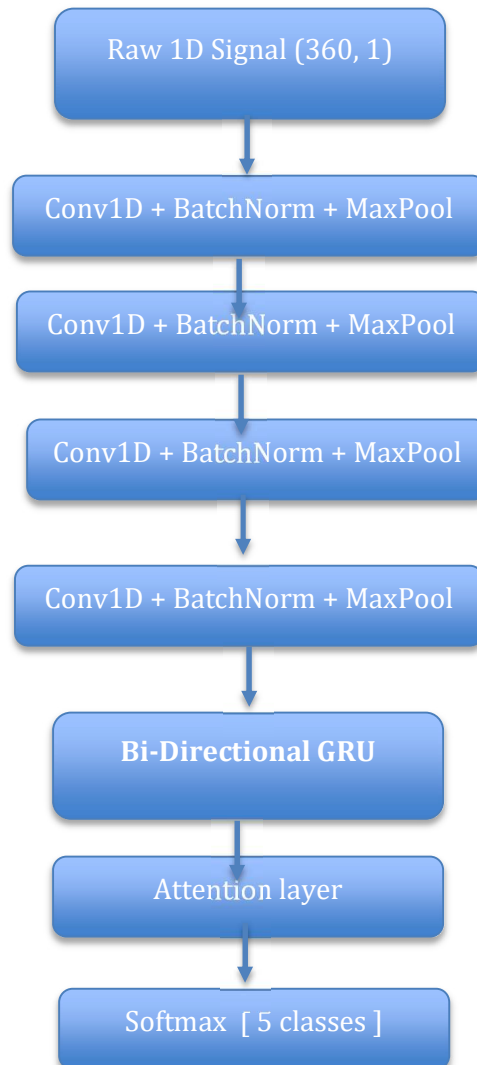 Raw 1D Signal (360, 1)
Conv1D + BatchNorm + MaxPool
Conv1D + BatchNorm + MaxPool
Conv1D + BatchNorm + MaxPool
Conv1D + BatchNorm + MaxPool
Bi-Directional GRU
Attention layer
Softmax [ 5 classes ]